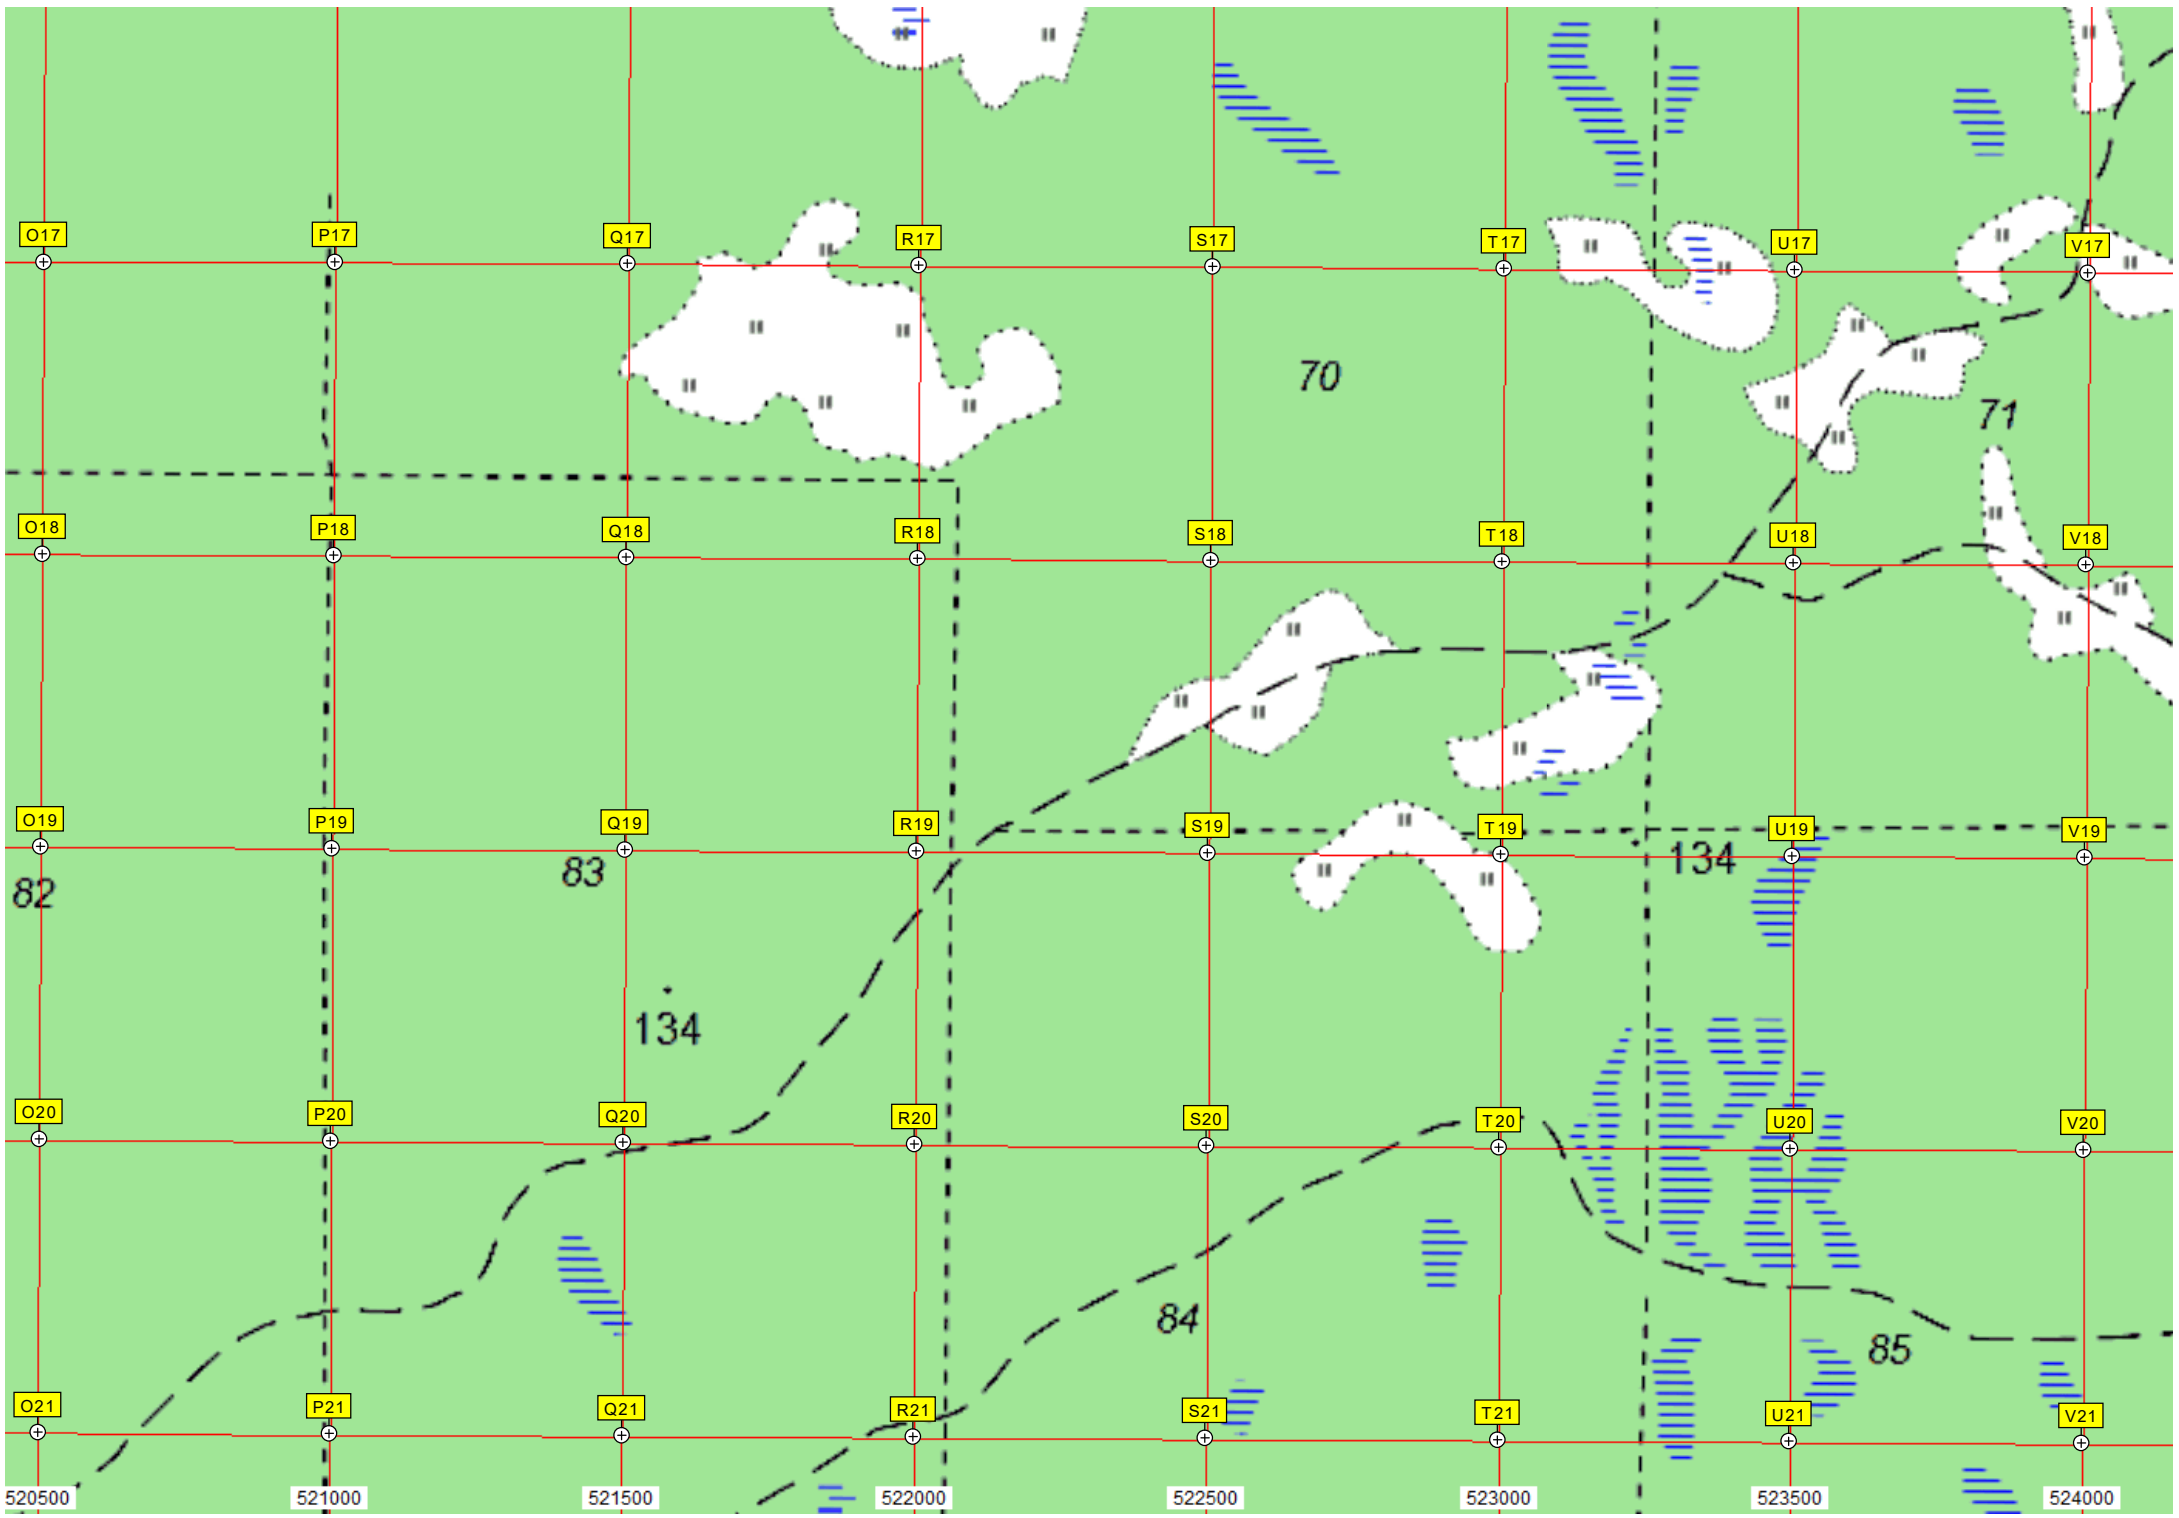 O17 P17 Q17 R17 S17 T17 U17 V17
70
71
O18 P18 Q18 R18 S18 T18 U18 V18
O19 P19 Q19 R19 S19 T19 U19 V19
82 83 134
134
O20 P20 Q20 R20 S20 T20 U20 V20
84 85
O21 P21 Q21 R21 S21 T21 U21 V21
520500 521000 521500 522000 522500 523000 523500 524000